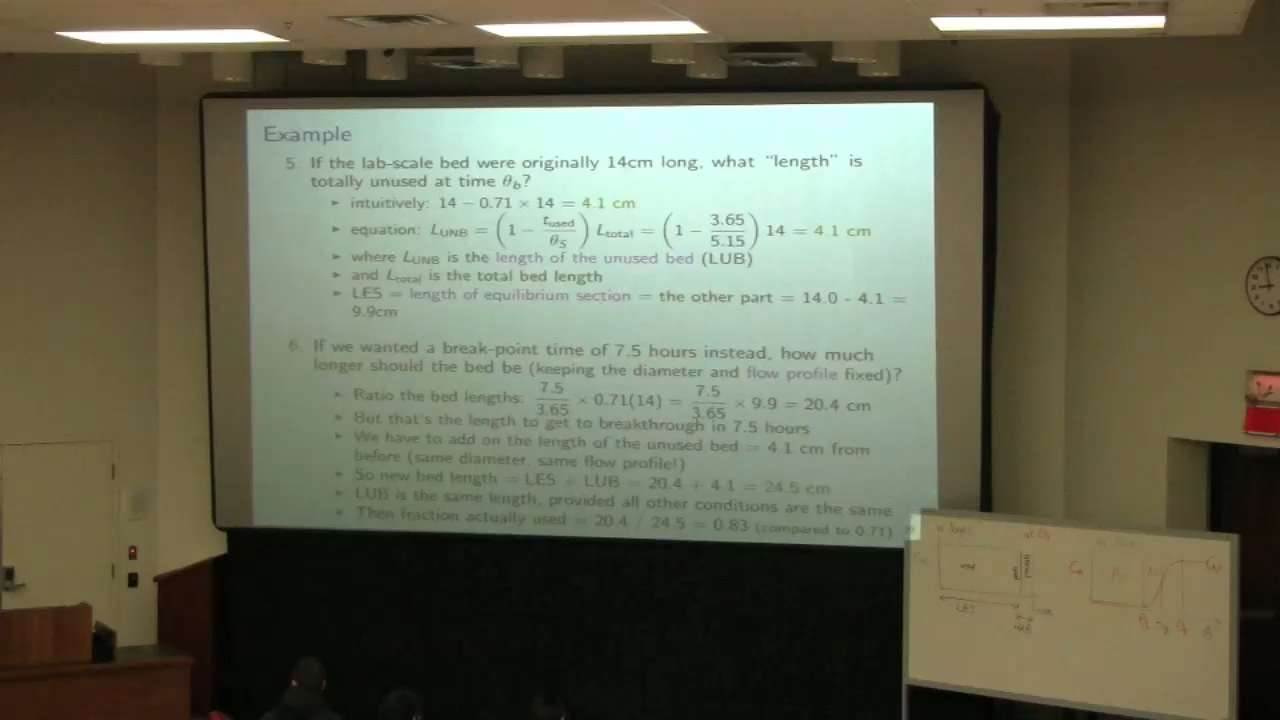 Example
5. If the lab-scale bed were originally 14cm long, what "length" is
totally unused at time θb?
► intuitively: 14 − 0.71 × 14 = 4.1 cm
► equation: LUNB = (1 − tused/θS) Ltotal = (1 − 3.65/5.15) 14 = 4.1 cm
► where LUNB is the length of the unused bed (LUB)
► and Ltotal is the total bed length
► LES = length of equilibrium section = the other part = 14.0 - 4.1 =
9.9cm
6. If we wanted a break-point time of 7.5 hours instead, how much
longer should the bed be (keeping the diameter and flow profile fixed)?
► Ratio the bed lengths: 7.5/3.65 × 0.71(14) = 7.5/3.65 × 9.9 = 20.4 cm
► But that's the length to get to breakthrough in 7.5 hours
► We have to add on the length of the unused bed = 4.1 cm from
before (same diameter, same flow profile!)
► So new bed length = LES + LUB = 20.4 + 4.1 = 24.5 cm
► LUB is the same length, provided all other conditions are the same
► Then fraction actually used = 20.4 / 24.5 = 0.83 (compared to 0.71)
used
LES